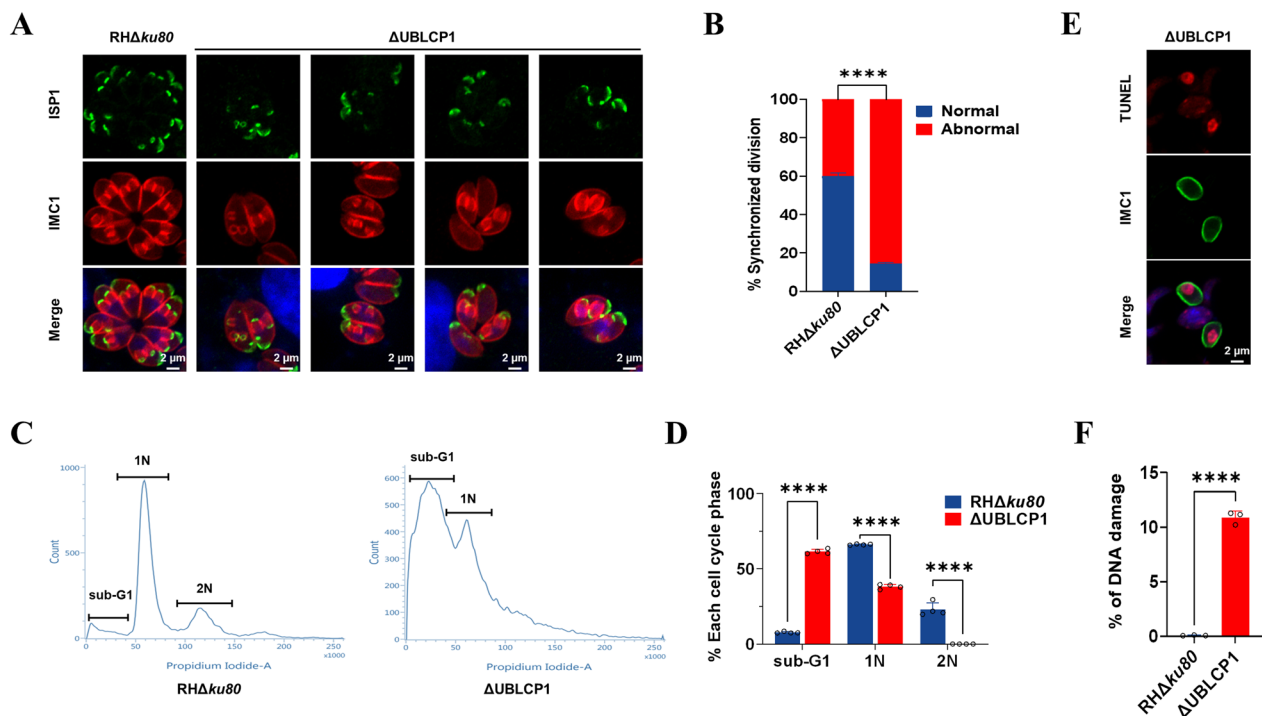 A
RHΔku80
ΔUBLCP1
ISP1
IMC1
Merge
2 μm
2 μm
2 μm
2 μm
2 μm
B
****
Normal
Abnormal
% Synchronized division
100
80
60
40
20
0
RHΔku80
ΔUBLCP1
E
ΔUBLCP1
TUNEL
IMC1
Merge
2 μm
C
1N
sub-G1
2N
Count
1000
500
0
0
50
100
150
200
250
x1000
Propidium Iodide-A
RHΔku80
sub-G1
1N
Count
600
500
400
300
200
100
0
0
50
100
150
200
250
x1000
Propidium Iodide-A
ΔUBLCP1
D
RHΔku80
ΔUBLCP1
****
****
****
% Each cell cycle phase
100
50
0
sub-G1
1N
2N
F
****
% of DNA damage
15
10
5
0
RHΔku80
ΔUBLCP1